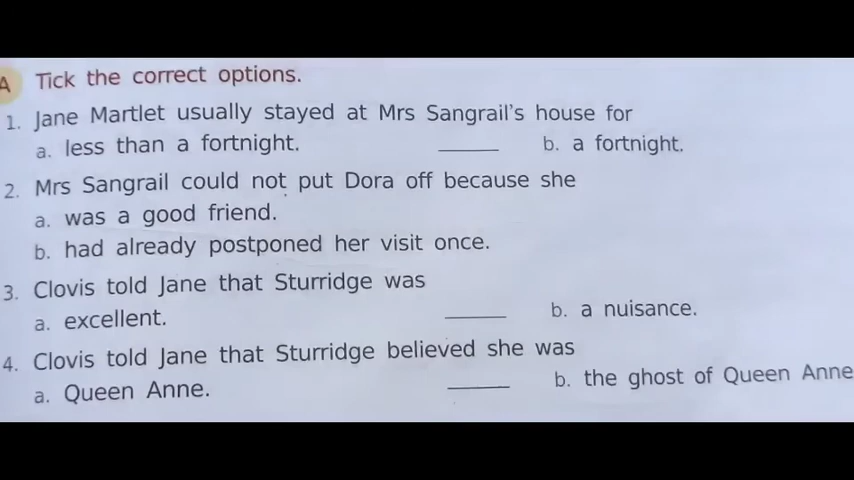 A Tick the correct options.
1. Jane Martlet usually stayed at Mrs Sangrail's house for
a. less than a fortnight. ______ b. a fortnight.
2. Mrs Sangrail could not put Dora off because she
a. was a good friend.
b. had already postponed her visit once.
3. Clovis told Jane that Sturridge was
a. excellent. ______ b. a nuisance.
4. Clovis told Jane that Sturridge believed she was
a. Queen Anne. ______ b. the ghost of Queen Anne